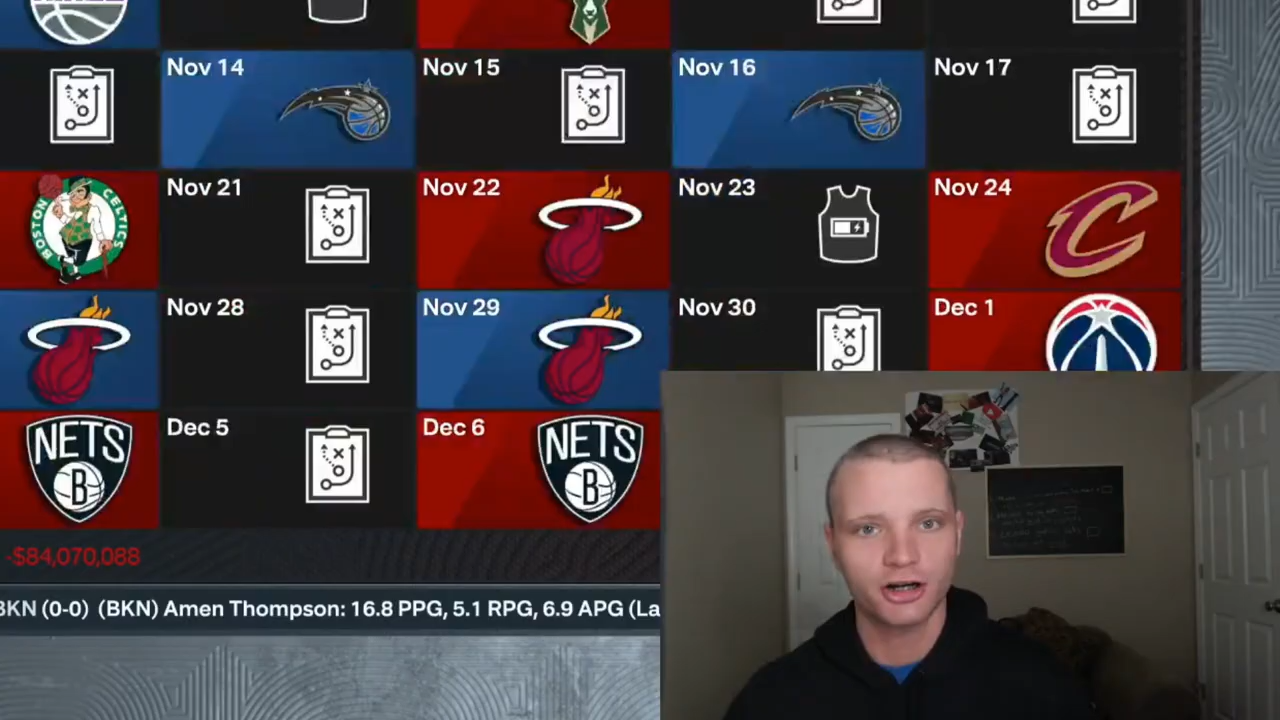 Nov 14
Nov 15
Nov 16
Nov 17
BOSTON
CELTICS
Nov 21
Nov 22
Nov 23
Nov 24
C
Nov 28
Nov 29
Nov 30
Dec 1
NETS
B
Dec 5
Dec 6
NETS
B
-$84,070,088
BKN (0-0) (BKN) Amen Thompson: 16.8 PPG, 5.1 RPG, 6.9 APG (La